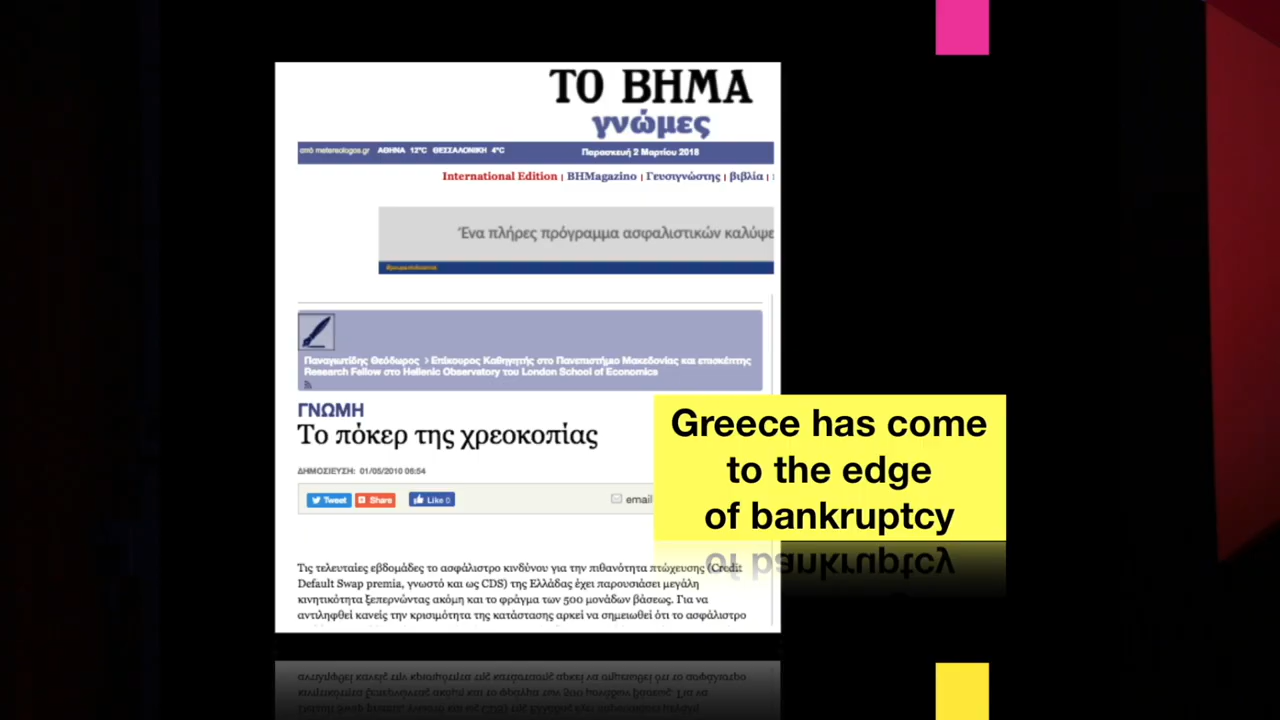 ΤΟ ΒΗΜΑ
γνώμες
από metereologos.gr ΑΘΗΝΑ 12°C ΘΕΣΣΑΛΟΝΙΚΗ 4°C
Παρασκευή 2 Μαρτίου 2018
International Edition | BHMagazino | Γευσιγνώστης | βιβλία |
Ένα πλήρες πρόγραμμα ασφαλιστικών καλύψε
Παναγιωτίδης Θεόδωρος > Επίκουρος Καθηγητής στο Πανεπιστήμιο Μακεδονίας και επισκέπτης
Research Fellow στο Hellenic Observatory του London School of Economics
ΓΝΩΜΗ
Το πόκερ της χρεοκοπίας
ΔΗΜΟΣΙΕΥΣΗ: 01/05/2010 06:54
Tweet Share Like 0 email
Greece has come
to the edge
of bankruptcy
Τις τελευταίες εβδομάδες το ασφάλιστρο κινδύνου για την πιθανότητα πτώχευσης (Credit
Default Swap premia, γνωστό και ως CDS) της Ελλάδας έχει παρουσιάσει μεγάλη
κινητικότητα ξεπερνώντας ακόμη και το φράγμα των 500 μονάδων βάσεως. Για να
αντιληφθεί κανείς την κρισιμότητα της κατάστασης αρκεί να σημειωθεί ότι το ασφάλιστρο